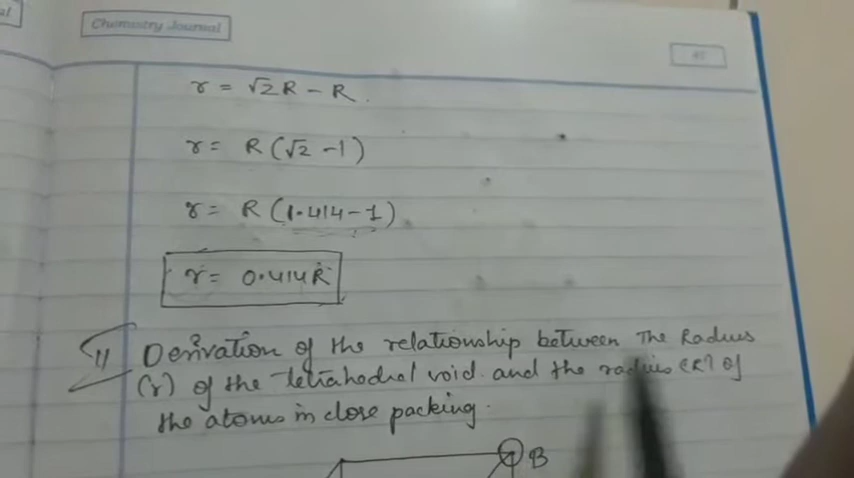 al
Chemistry Journal
r = √2R - R.
r = R(√2 - 1)
r = R(1.414-1)
r = 0.414R
11 Derivation of the relationship between The Radius
(r) of the tetrahedral void. and the radius (R) of
the atoms in close packing.
B